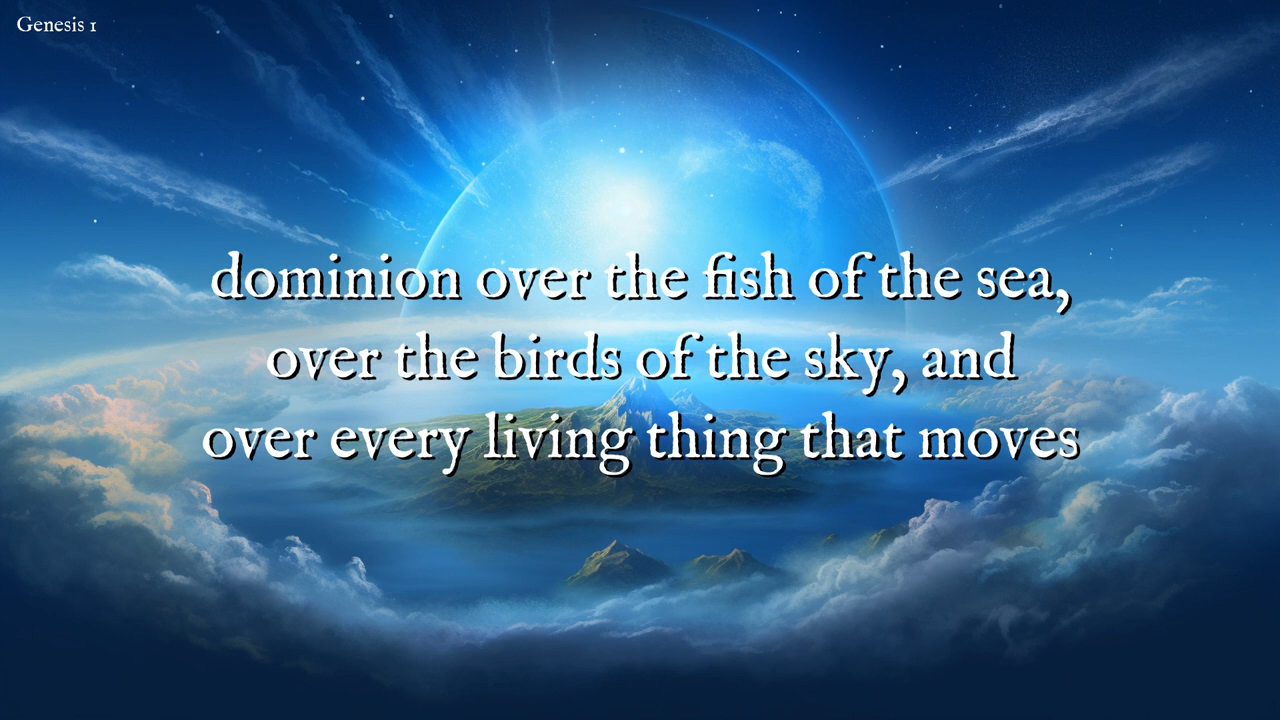 Genesis 1
dominion over the fish of the sea,
over the birds of the sky, and
over every living thing that moves